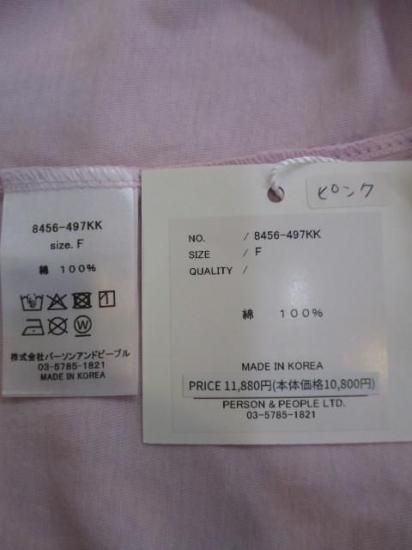 8456-497KK
size. F
綿 100%
株式会社パーソンアンドピープル
03-5785-1821
MADE IN KOREA
ピンク
NO. / 8456-497KK
SIZE / F
QUALITY /
綿 100%
MADE IN KOREA
PRICE 11,880円(本体価格10,800円)
PERSON & PEOPLE LTD.
03-5785-1821